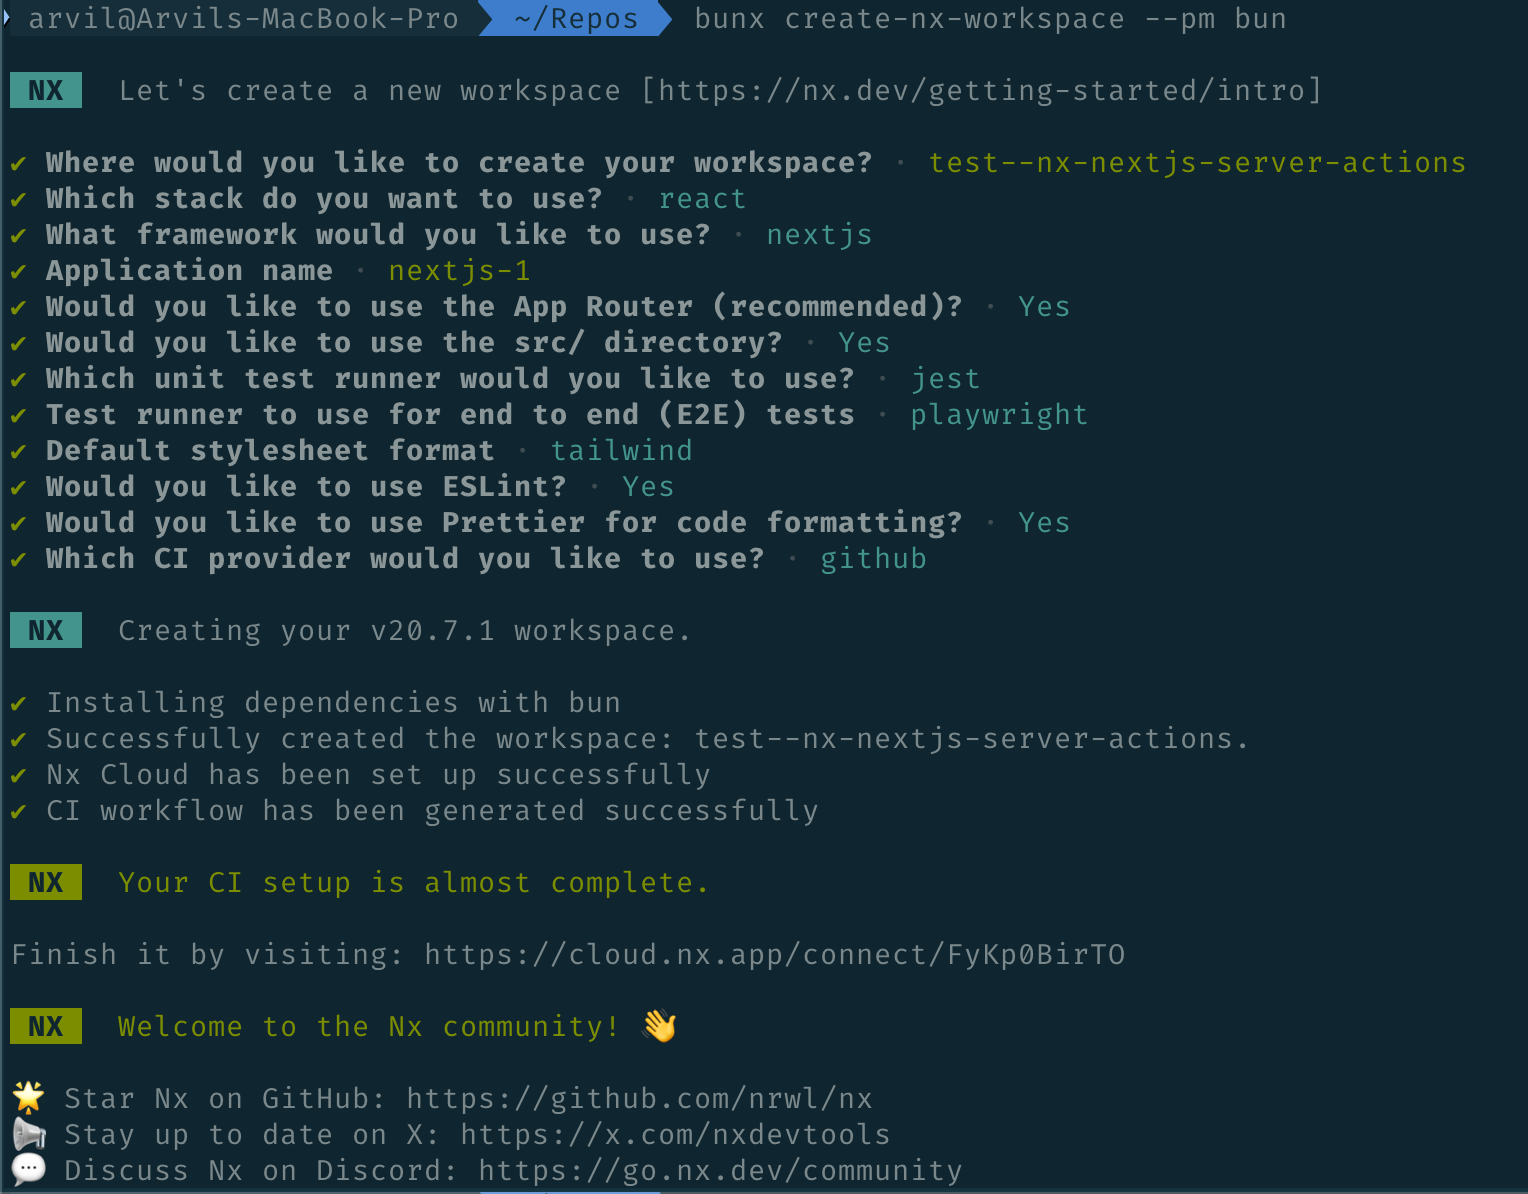 arvil@Arvils-MacBook-Pro ~/Repos bunx create-nx-workspace --pm bun
NX Let's create a new workspace [https://nx.dev/getting-started/intro]
✔ Where would you like to create your workspace? · test--nx-nextjs-server-actions
✔ Which stack do you want to use? · react
✔ What framework would you like to use? · nextjs
✔ Application name · nextjs-1
✔ Would you like to use the App Router (recommended)? · Yes
✔ Would you like to use the src/ directory? · Yes
✔ Which unit test runner would you like to use? · jest
✔ Test runner to use for end to end (E2E) tests · playwright
✔ Default stylesheet format · tailwind
✔ Would you like to use ESLint? · Yes
✔ Would you like to use Prettier for code formatting? · Yes
✔ Which CI provider would you like to use? · github
NX Creating your v20.7.1 workspace.
✔ Installing dependencies with bun
✔ Successfully created the workspace: test--nx-nextjs-server-actions.
✔ Nx Cloud has been set up successfully
✔ CI workflow has been generated successfully
NX Your CI setup is almost complete.
Finish it by visiting: https://cloud.nx.app/connect/FyKp0BirTO
NX Welcome to the Nx community! 👋
🌟 Star Nx on GitHub: https://github.com/nrwl/nx
📢 Stay up to date on X: https://x.com/nxdevtools
💬 Discuss Nx on Discord: https://go.nx.dev/community